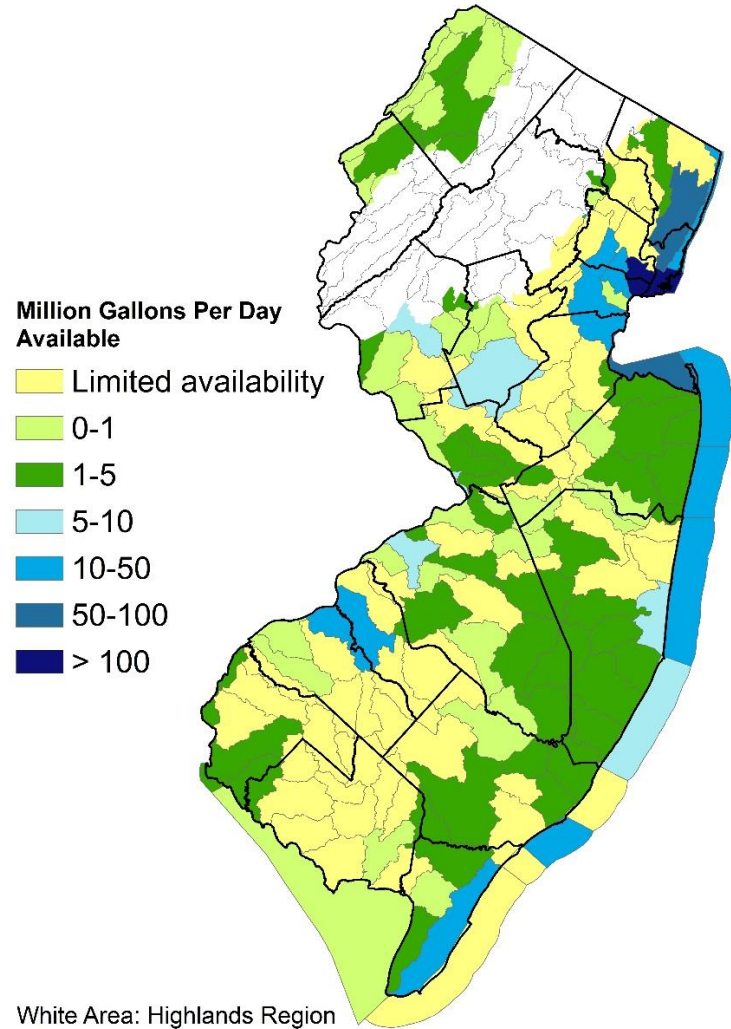 Million Gallons Per Day
Available
Limited availability
0-1
1-5
5-10
10-50
50-100
> 100
White Area: Highlands Region